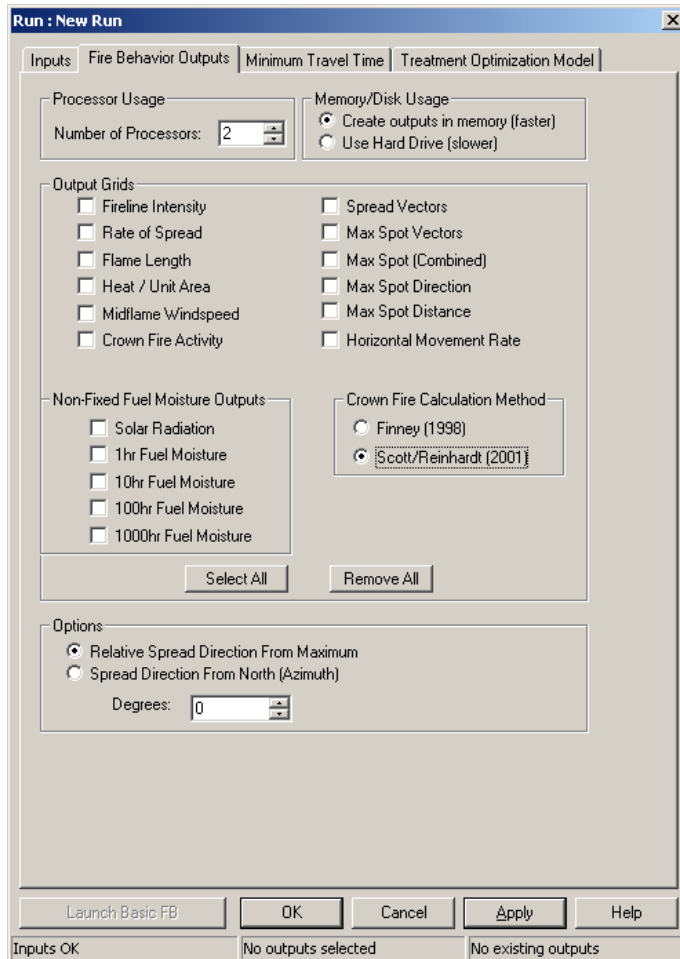 Run : New Run
Inputs
Fire Behavior Outputs
Minimum Travel Time
Treatment Optimization Model
Processor Usage
Number of Processors: 2
Memory/Disk Usage
Create outputs in memory (faster)
Use Hard Drive (slower)
Output Grids
Fireline Intensity
Rate of Spread
Flame Length
Heat / Unit Area
Midflame Windspeed
Crown Fire Activity
Spread Vectors
Max Spot Vectors
Max Spot (Combined)
Max Spot Direction
Max Spot Distance
Horizontal Movement Rate
Non-Fixed Fuel Moisture Outputs
Solar Radiation
1hr Fuel Moisture
10hr Fuel Moisture
100hr Fuel Moisture
1000hr Fuel Moisture
Crown Fire Calculation Method
Finney (1998)
Scott/Reinhardt (2001)
Select All
Remove All
Options
Relative Spread Direction From Maximum
Spread Direction From North (Azimuth)
Degrees: 0
Launch Basic FB
OK
Cancel
Apply
Help
Inputs OK
No outputs selected
No existing outputs